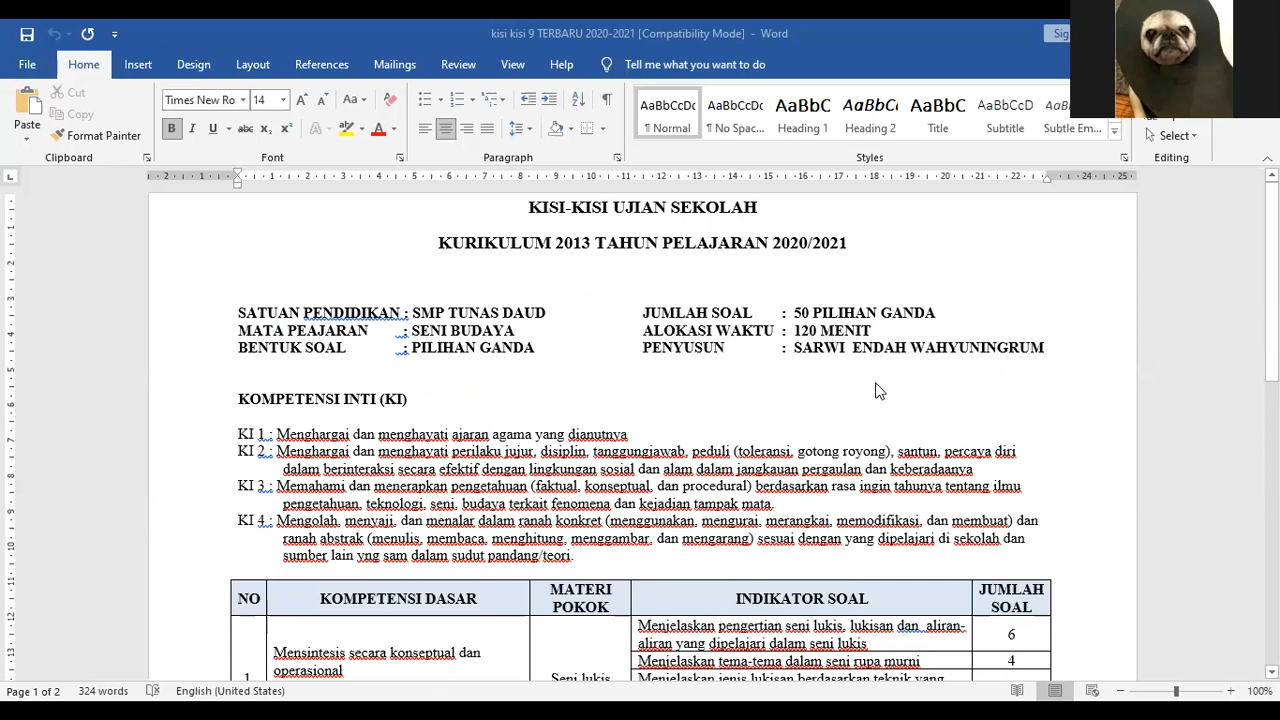 kisi kisi 9 TERBARU 2020-2021 [Compatibility Mode] - Word
File Home Insert Design Layout References Mailings Review View Help Tell me what you want to do
Paste
Cut
Copy
Format Painter
Clipboard
Times New Ro 14
Font
Paragraph
AaBbCcDc AaBbCcDc AaBbC AaBbCc AaBbC AaBbCcD
¶ Normal ¶ No Spac... Heading 1 Heading 2 Title Subtitle Subtle Em...
Styles
Select
Editing
KISI-KISI UJIAN SEKOLAH
KURIKULUM 2013 TAHUN PELAJARAN 2020/2021
SATUAN PENDIDIKAN : SMP TUNAS DAUD JUMLAH SOAL : 50 PILIHAN GANDA
MATA PEAJARAN : SENI BUDAYA ALOKASI WAKTU : 120 MENIT
BENTUK SOAL : PILIHAN GANDA PENYUSUN : SARWI ENDAH WAHYUNINGRUM
KOMPETENSI INTI (KI)
KI 1 : Menghargai dan menghayati ajaran agama yang dianutnya
KI 2 : Menghargai dan menghayati perilaku jujur, disiplin, tanggungjawab, peduli (toleransi, gotong royong), santun, percaya diri
dalam berinteraksi secara efektif dengan lingkungan sosial dan alam dalam jangkauan pergaulan dan keberadaanya
KI 3 : Memahami dan menerapkan pengetahuan (faktual, konseptual, dan procedural) berdasarkan rasa ingin tahunya tentang ilmu
pengetahuan, teknologi, seni, budaya terkait fenomena dan kejadian tampak mata.
KI 4 : Mengolah, menyaji, dan menalar dalam ranah konkret (menggunakan, mengurai, merangkai, memodifikasi, dan membuat) dan
ranah abstrak (menulis, membaca, menghitung, menggambar, dan mengarang) sesuai dengan yang dipelajari di sekolah dan
sumber lain yng sam dalam sudut pandang/teori.
NO KOMPETENSI DASAR MATERI POKOK INDIKATOR SOAL JUMLAH SOAL
Menjelaskan pengertian seni lukis, lukisan dan aliran-
aliran yang dipelajari dalam seni lukis 6
Mensintesis secara konseptual dan
operasional
Menjelaskan tema-tema dalam seni rupa murni 4
1 Seni lukis Menjelaskan jenis lukisan berdasarkan teknik yang
Page 1 of 2 324 words English (United States) 100%